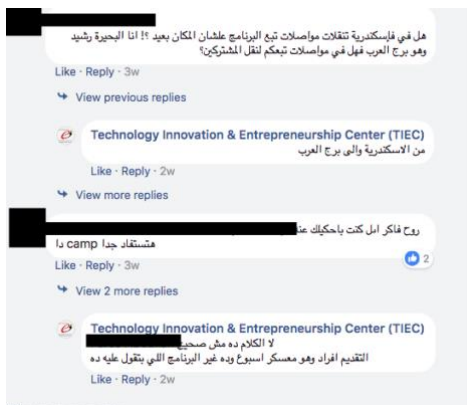 هل في فإسكندرية تنقلات مواصلات تبع البرنامج علشان المكان بعيد ؟! انا البحيرة رشيد
وهو برج العرب فهل في مواصلات تبعكم لنقل المشتركين؟
Like · Reply · 3w
View previous replies
Technology Innovation & Entrepreneurship Center (TIEC)
من الاسكندرية والى برج العرب
Like · Reply · 2w
View more replies
روح فاكر امل كنت باحكيلك
هتستفاد جدا camp دا
2
Like · Reply · 3w
View 2 more replies
Technology Innovation & Entrepreneurship Center (TIEC)
لا الكلام ده مش صحيح
التقديم افراد وهو معسكر اسبوع وده غير البرنامج اللي بتقول عليه ده
Like · Reply · 2w